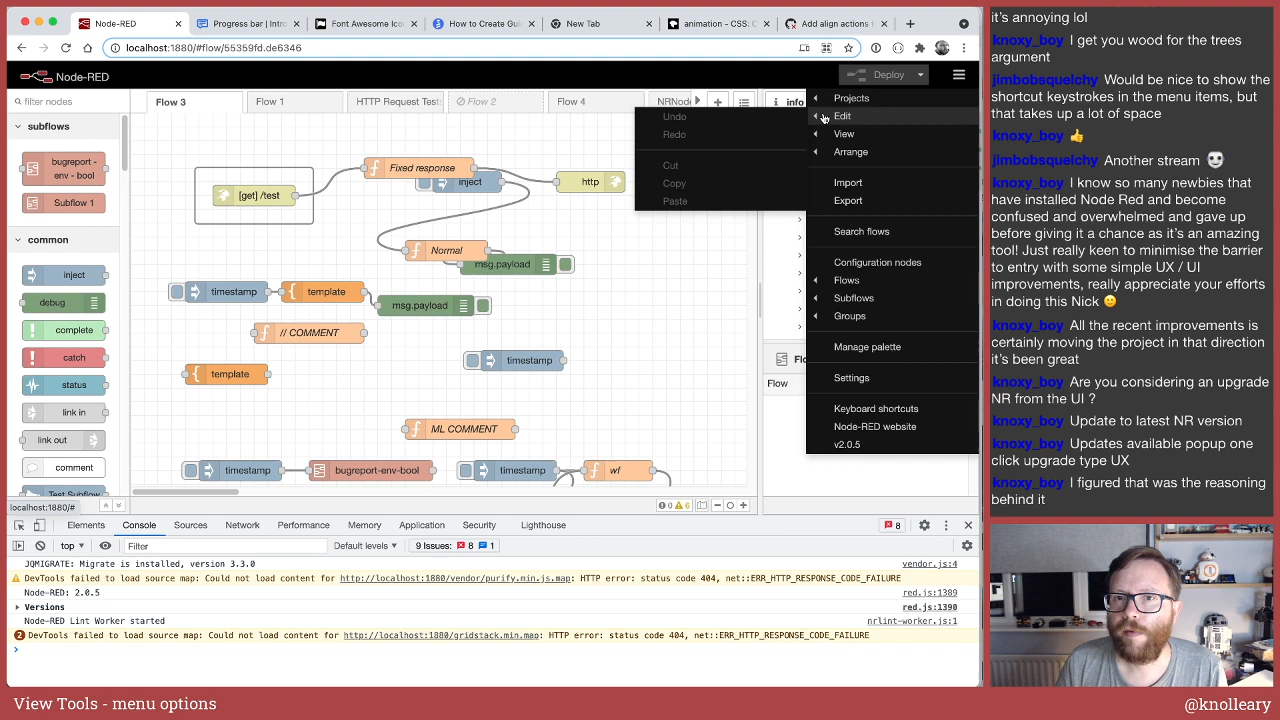 Node-RED
Progress bar | Intro
Font Awesome Icon
How to Create Gui
New Tab
animation - CSS: C
Add align actions f
localhost:1880/#flow/55359fd.de6346
Node-RED
Deploy
filter nodes
Flow 3
Flow 1
HTTP Request Test
Flow 2
Flow 4
NRNode
info
subflows
bugreport -
env - bool
Subflow 1
common
inject
debug
complete
catch
status
link in
link out
comment
Test Subflow
[get] /test
Fixed response
inject
http
Normal
msg.payload
timestamp
template
msg.payload
// COMMENT
timestamp
template
ML COMMENT
timestamp
bugreport-env-bool
timestamp
wf
Undo
Redo
Cut
Copy
Paste
Projects
Edit
View
Arrange
Import
Export
Search flows
Configuration nodes
Flows
Subflows
Groups
Manage palette
Settings
Keyboard shortcuts
Node-RED website
v2.0.5
Flow
localhost:1880/#
0 6
Elements
Console
Sources
Network
Performance
Memory
Application
Security
Lighthouse
8
top
Filter
Default levels
9 Issues: 8 1
JQMIGRATE: Migrate is installed, version 3.3.0
vendor.js:4
DevTools failed to load source map: Could not load content for http://localhost:1880/vendor/purify.min.js.map: HTTP error: status code 404, net::ERR_HTTP_RESPONSE_CODE_FAILURE
Node-RED: 2.0.5
red.js:1389
Versions
red.js:1390
Node-RED Lint Worker started
nrlint-worker.js:1
2 DevTools failed to load source map: Could not load content for http://localhost:1880/gridstack.min.map: HTTP error: status code 404, net::ERR_HTTP_RESPONSE_CODE_FAILURE
it's annoying lol
knoxy_boy I get you wood for the trees
argument
jimbobsquelchy Would be nice to show the
shortcut keystrokes in the menu items, but
that takes up a lot of space
knoxy_boy 👍
jimbobsquelchy Another stream 💀
knoxy_boy I know so many newbies that
have installed Node Red and become
confused and overwhelmed and gave up
before giving it a chance as it's an amazing
tool! Just really keen to minimise the barrier
to entry with some simple UX / UI
improvements, really appreciate your efforts
in doing this Nick 🙂
knoxy_boy All the recent improvements is
certainly moving the project in that direction
it's been great
knoxy_boy Are you considering an upgrade
NR from the UI ?
knoxy_boy Update to latest NR version
knoxy_boy Updates available popup one
click upgrade type UX
knoxy_boy I figured that was the reasoning
behind it
View Tools - menu options
@knolleary